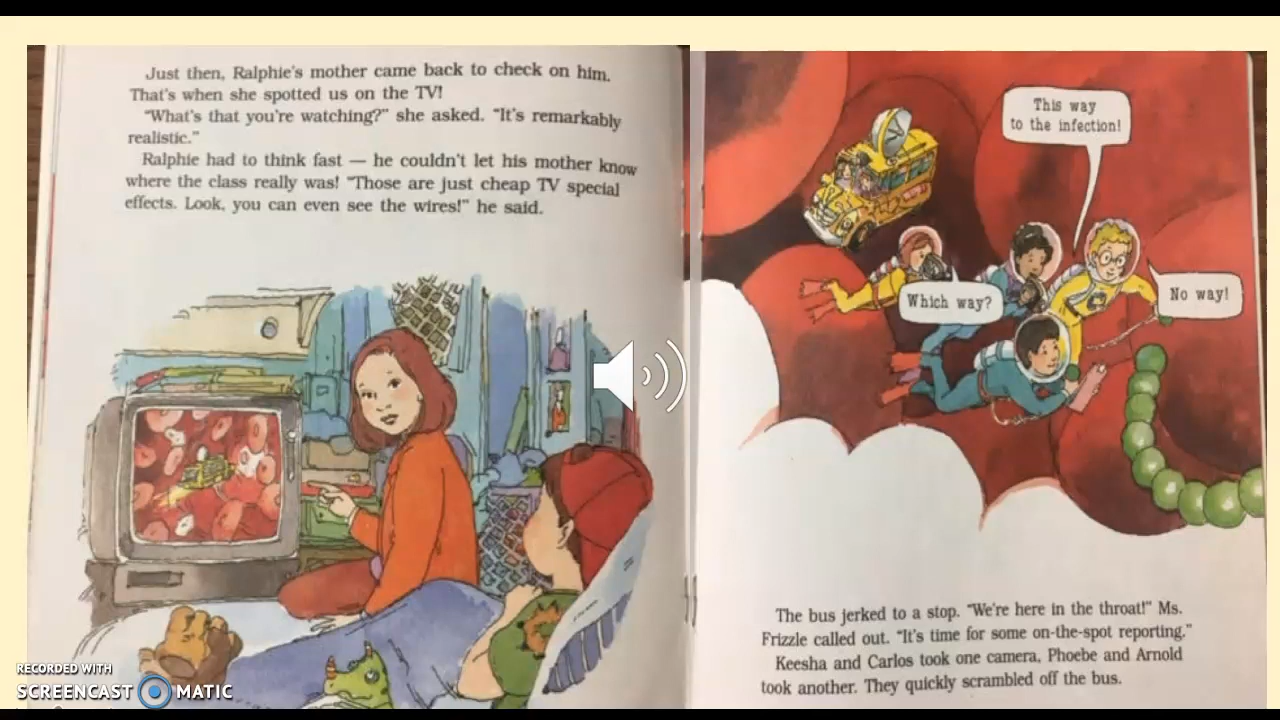 Just then, Ralphie's mother came back to check on him.
That's when she spotted us on the TV!
"What's that you're watching?" she asked. "It's remarkably
realistic."
Ralphie had to think fast — he couldn't let his mother know
where the class really was! "Those are just cheap TV special
effects. Look, you can even see the wires!" he said.
This way
to the infection!
Which way?
No way!
The bus jerked to a stop. "We're here in the throat!" Ms.
Frizzle called out. "It's time for some on-the-spot reporting."
Keesha and Carlos took one camera, Phoebe and Arnold
took another. They quickly scrambled off the bus.
RECORDED WITH
SCREENCAST MATIC